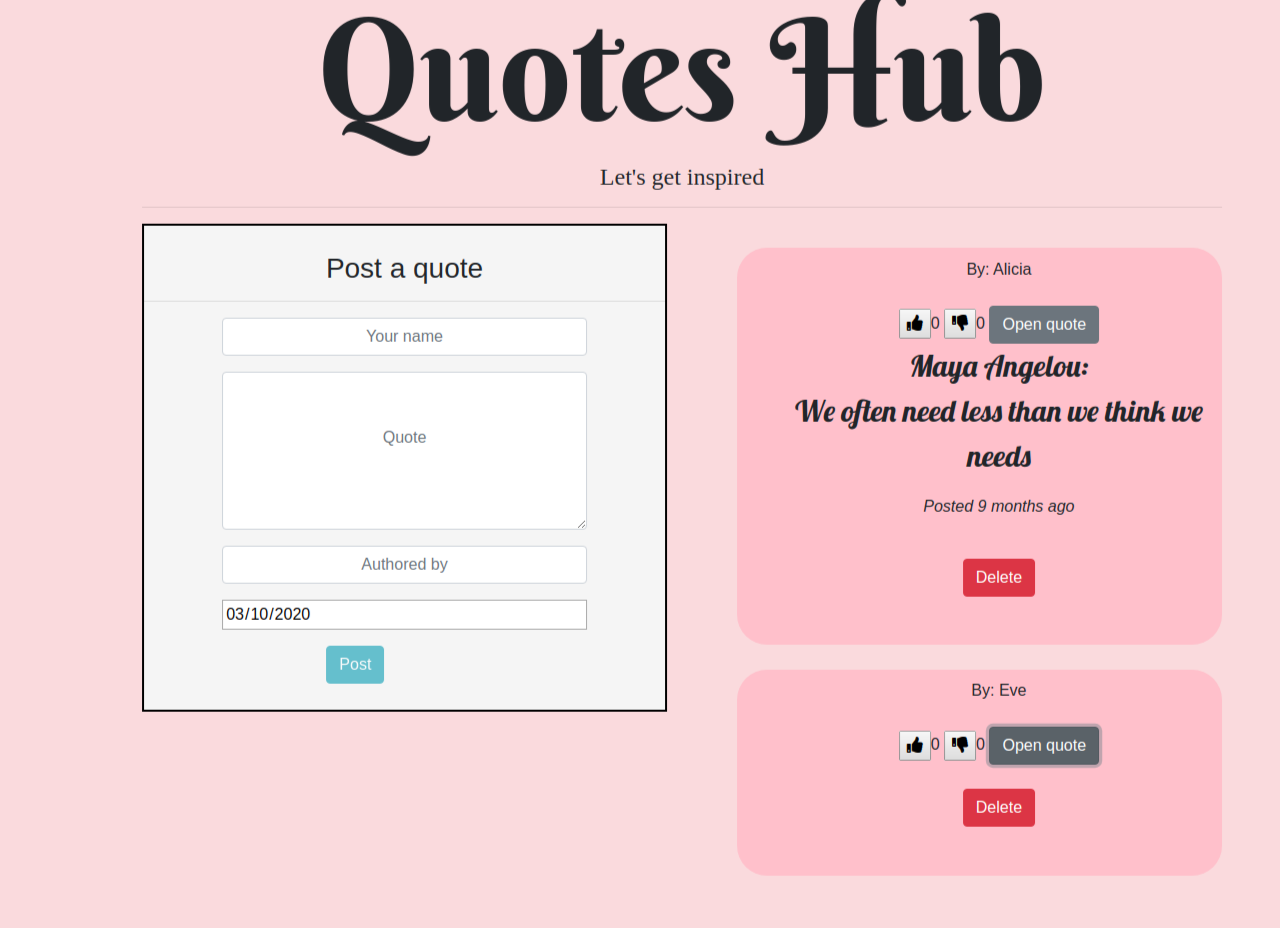 Quotes Hub
Let's get inspired
Post a quote
Your name
Quote
Authored by
03/10/2020
Post
By: Alicia
0 0 Open quote
Maya Angelou:
We often need less than we think we
needs
Posted 9 months ago
Delete
By: Eve
0 0 Open quote
Delete